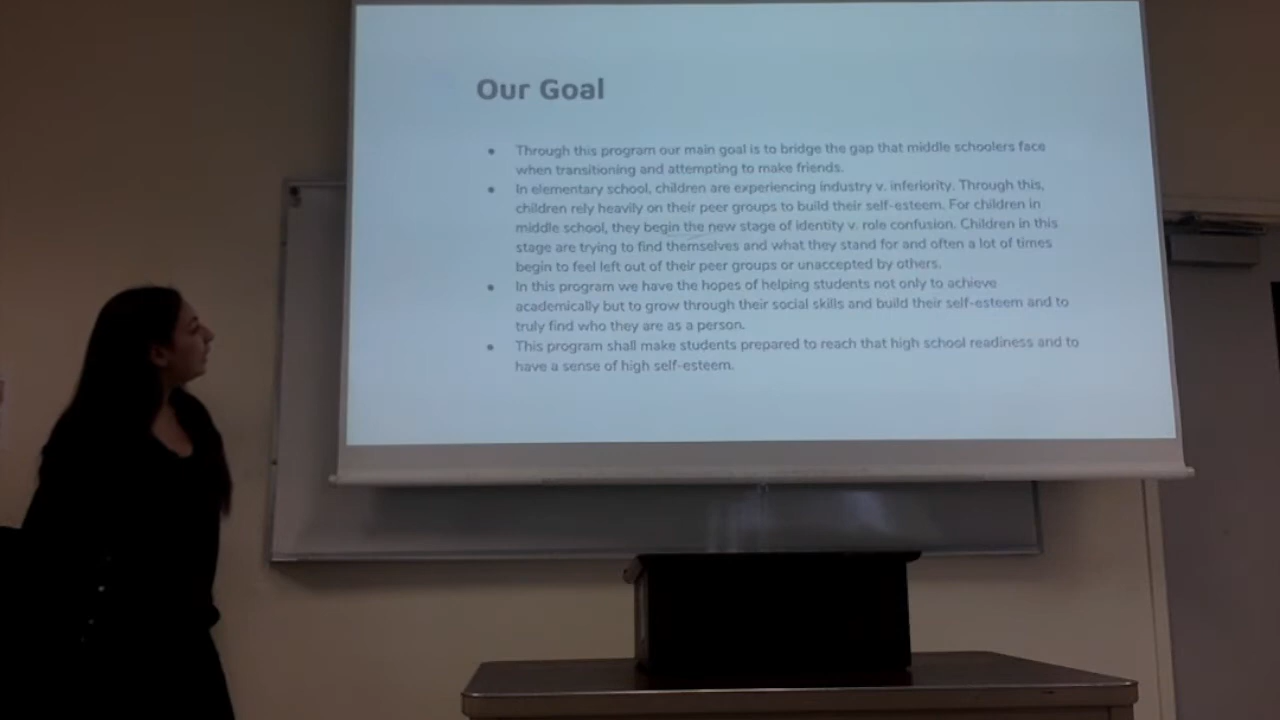 Our Goal
● Through this program our main goal is to bridge the gap that middle schoolers face
when transitioning and attempting to make friends.
● In elementary school, children are experiencing industry v. inferiority. Through this,
children rely heavily on their peer groups to build their self-esteem. For children in
middle school, they begin the new stage of identity v. role confusion. Children in this
stage are trying to find themselves and what they stand for and often a lot of times
begin to feel left out of their peer groups or unaccepted by others.
● In this program we have the hopes of helping students not only to achieve
academically but to grow through their social skills and build their self-esteem and to
truly find who they are as a person.
● This program shall make students prepared to reach that high school readiness and to
have a sense of high self-esteem.